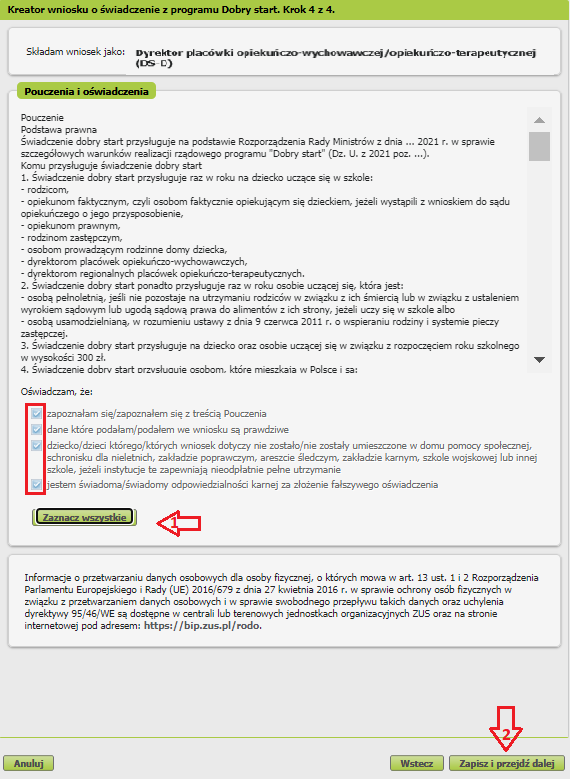 Kreator wniosku o świadczenie z programu Dobry start. Krok 4 z 4.
Składam wniosek jako: Dyrektor placówki opiekuńczo-wychowawczej/opiekuńczo-terapeutycznej
(DS-D)
Pouczenia i oświadczenia
Pouczenie
Podstawa prawna
Świadczenie dobry start przysługuje na podstawie Rozporządzenia Rady Ministrów z dnia ... 2021 r. w sprawie
szczegółowych warunków realizacji rządowego programu "Dobry start" (Dz. U. z 2021 poz. ...).
Komu przysługuje świadczenie dobry start
1. Świadczenie dobry start przysługuje raz w roku na dziecko uczące się w szkole:
- rodzicom,
- opiekunom faktycznym, czyli osobom faktycznie opiekującym się dzieckiem, jeżeli wystąpili z wnioskiem do sądu
opiekuńczego o jego przysposobienie,
- opiekunom prawnym,
- rodzinom zastępczym,
- osobom prowadzącym rodzinne domy dziecka,
- dyrektorom placówek opiekuńczo-wychowawczych,
- dyrektorom regionalnych placówek opiekuńczo-terapeutycznych.
2. Świadczenie dobry start ponadto przysługuje raz w roku osobie uczącej się, która jest:
- osobą pełnoletnią, jeśli nie pozostaje na utrzymaniu rodziców w związku z ich śmiercią lub w związku z ustaleniem
wyrokiem sądowym lub ugodą sądową prawa do alimentów z ich strony, jeżeli uczy się w szkole albo
- osobą usamodzielnianą, w rozumieniu ustawy z dnia 9 czerwca 2011 r. o wspieraniu rodziny i systemie pieczy
zastępczej.
3. Świadczenie dobry start przysługuje na dziecko oraz osobie uczącej się w związku z rozpoczęciem roku szkolnego
w wysokości 300 zł.
4. Świadczenie dobry start przysługuje osobom, które mieszkają w Polsce i są:
Oświadczam, że:
zapoznałam się/zapoznałem się z treścią Pouczenia
dane które podałam/podałem we wniosku są prawdziwe
dziecko/dzieci którego/których wniosek dotyczy nie zostało/nie zostały umieszczone w domu pomocy społecznej,
schronisku dla nieletnich, zakładzie poprawczym, areszcie śledczym, zakładzie karnym, szkole wojskowej lub innej
szkole, jeżeli instytucje te zapewniają nieodpłatnie pełne utrzymanie
jestem świadoma/świadomy odpowiedzialności karnej za złożenie fałszywego oświadczenia
Zaznacz wszystkie
1
Informacje o przetwarzaniu danych osobowych dla osoby fizycznej, o których mowa w art. 13 ust. 1 i 2 Rozporządzenia
Parlamentu Europejskiego i Rady (UE) 2016/679 z dnia 27 kwietnia 2016 r. w sprawie ochrony osób fizycznych w
związku z przetwarzaniem danych osobowych i w sprawie swobodnego przepływu takich danych oraz uchylenia
dyrektywy 95/46/WE są dostępne w centrali lub terenowych jednostkach organizacyjnych ZUS oraz na stronie
internetowej pod adresem: https://bip.zus.pl/rodo.
2
Anuluj Wstecz Zapisz i przejdź dalej